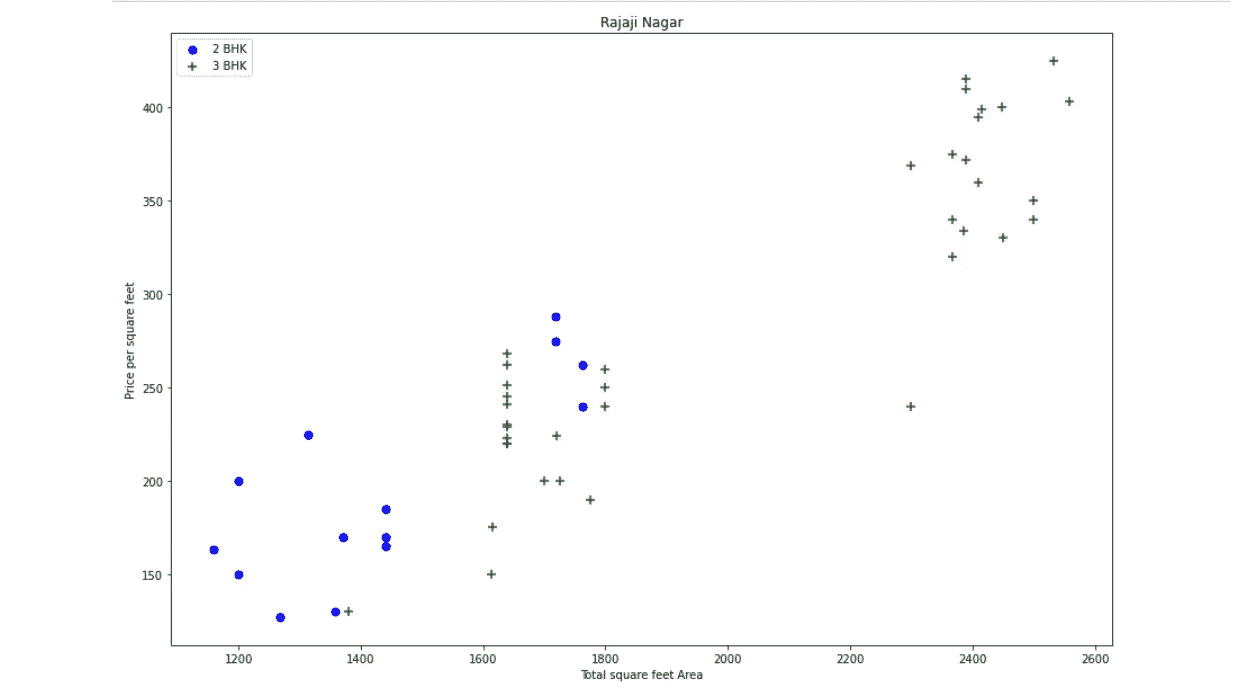 Rajaji Nagar
2 BHK
3 BHK
400
350
300
250
200
150
Price per square feet
1200 1400 1600 1800 2000 2200 2400 2600
Total square feet Area